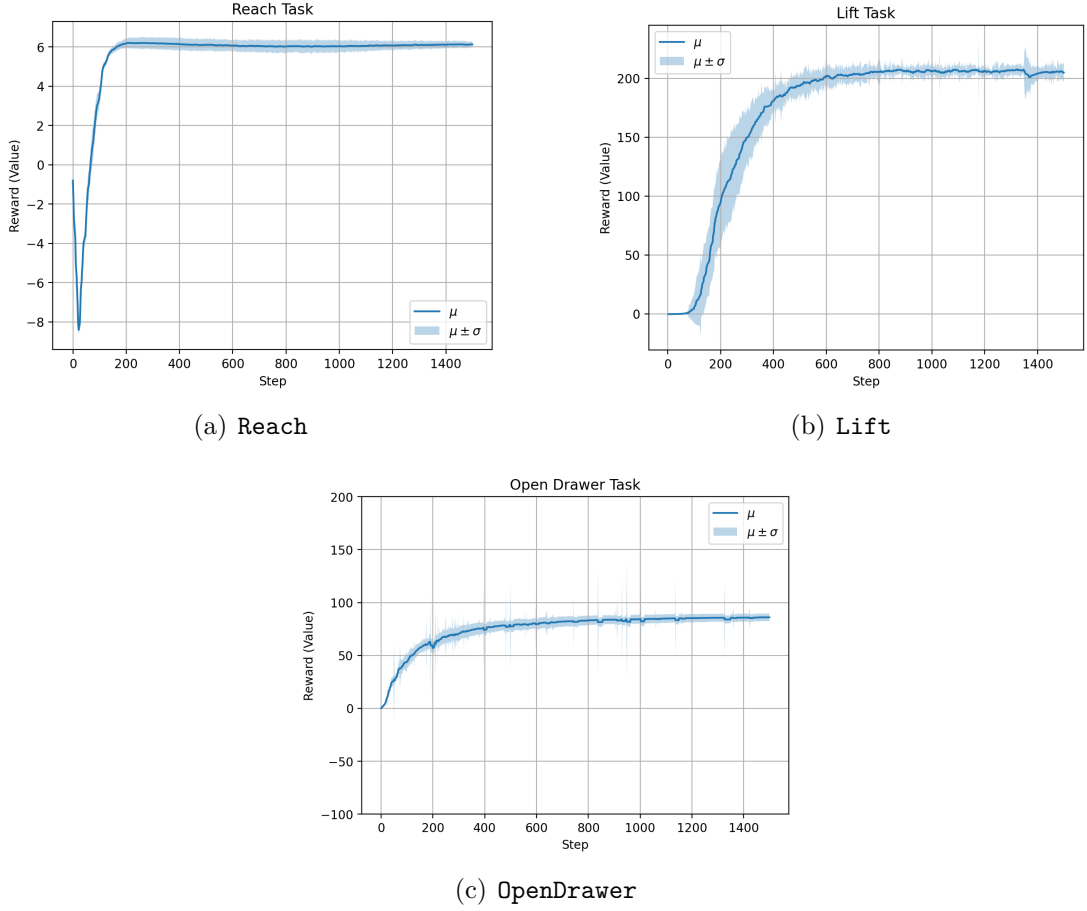 Reach Task
Reward (Value)
6
4
2
0
−2
−4
−6
−8
μ
μ ± σ
0 200 400 600 800 1000 1200 1400
Step
(a) Reach
Lift Task
Reward (Value)
200
150
100
50
0
μ
μ ± σ
0 200 400 600 800 1000 1200 1400
Step
(b) Lift
Open Drawer Task
Reward (Value)
200
150
100
50
0
−50
−100
μ
μ ± σ
0 200 400 600 800 1000 1200 1400
Step
(c) OpenDrawer